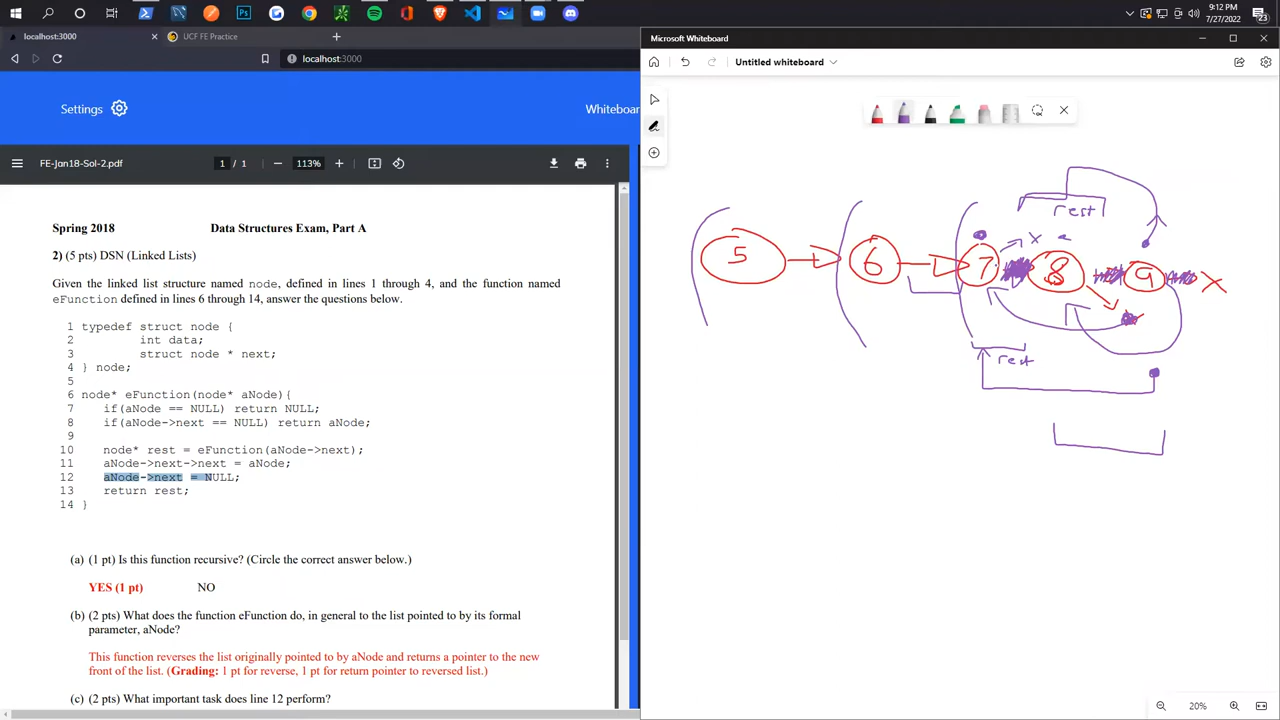 9:12 PM
7/27/2022
23
localhost:3000
UCF FE Practice
localhost:3000
Settings
Whiteboar
FE-Jan18-Sol-2.pdf
1 / 1
113%
Spring 2018 Data Structures Exam, Part A
2) (5 pts) DSN (Linked Lists)
Given the linked list structure named node, defined in lines 1 through 4, and the function named
eFunction defined in lines 6 through 14, answer the questions below.
1 typedef struct node {
2 int data;
3 struct node * next;
4 } node;
5
6 node* eFunction(node* aNode){
7 if(aNode == NULL) return NULL;
8 if(aNode->next == NULL) return aNode;
9
10 node* rest = eFunction(aNode->next);
11 aNode->next->next = aNode;
12 aNode->next = NULL;
13 return rest;
14 }
(a) (1 pt) Is this function recursive? (Circle the correct answer below.)
YES (1 pt) NO
(b) (2 pts) What does the function eFunction do, in general to the list pointed to by its formal
parameter, aNode?
This function reverses the list originally pointed to by aNode and returns a pointer to the new
front of the list. (Grading: 1 pt for reverse, 1 pt for return pointer to reversed list.)
(c) (2 pts) What important task does line 12 perform?
Microsoft Whiteboard
Untitled whiteboard
rest
x
5 6 7 8 9 X
rest
20%